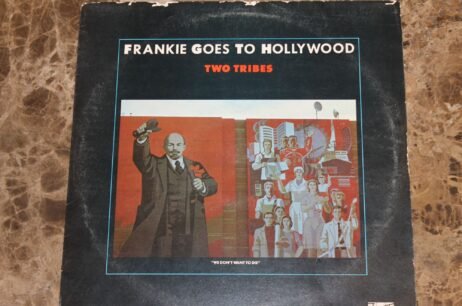 FRANKIE GOES TO HOLLYWOOD
TWO TRIBES
"WE DON'T WANT TO DIE"